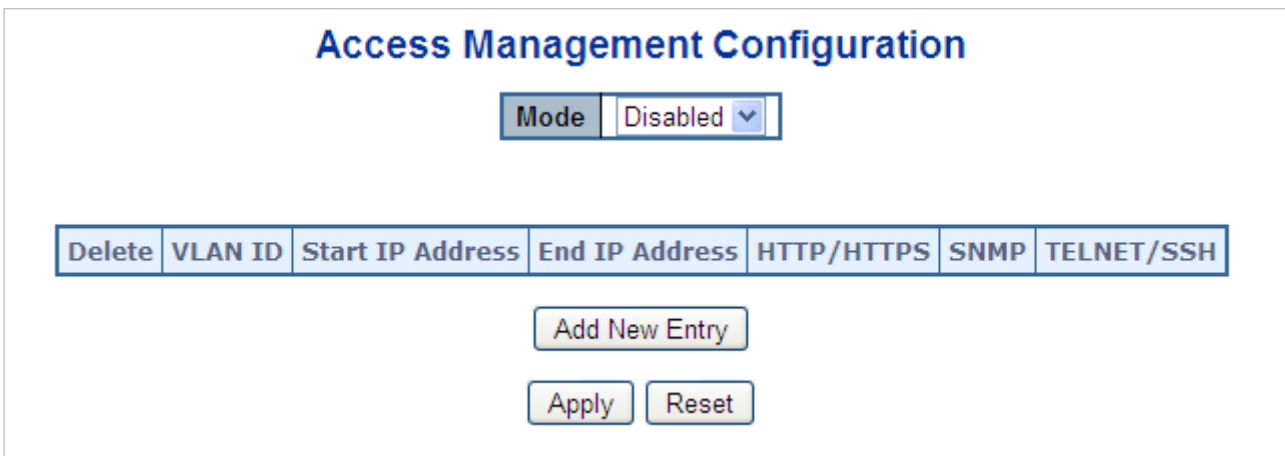 Access Management Configuration
Mode Disabled
Delete VLAN ID Start IP Address End IP Address HTTP/HTTPS SNMP TELNET/SSH
Add New Entry
Apply Reset